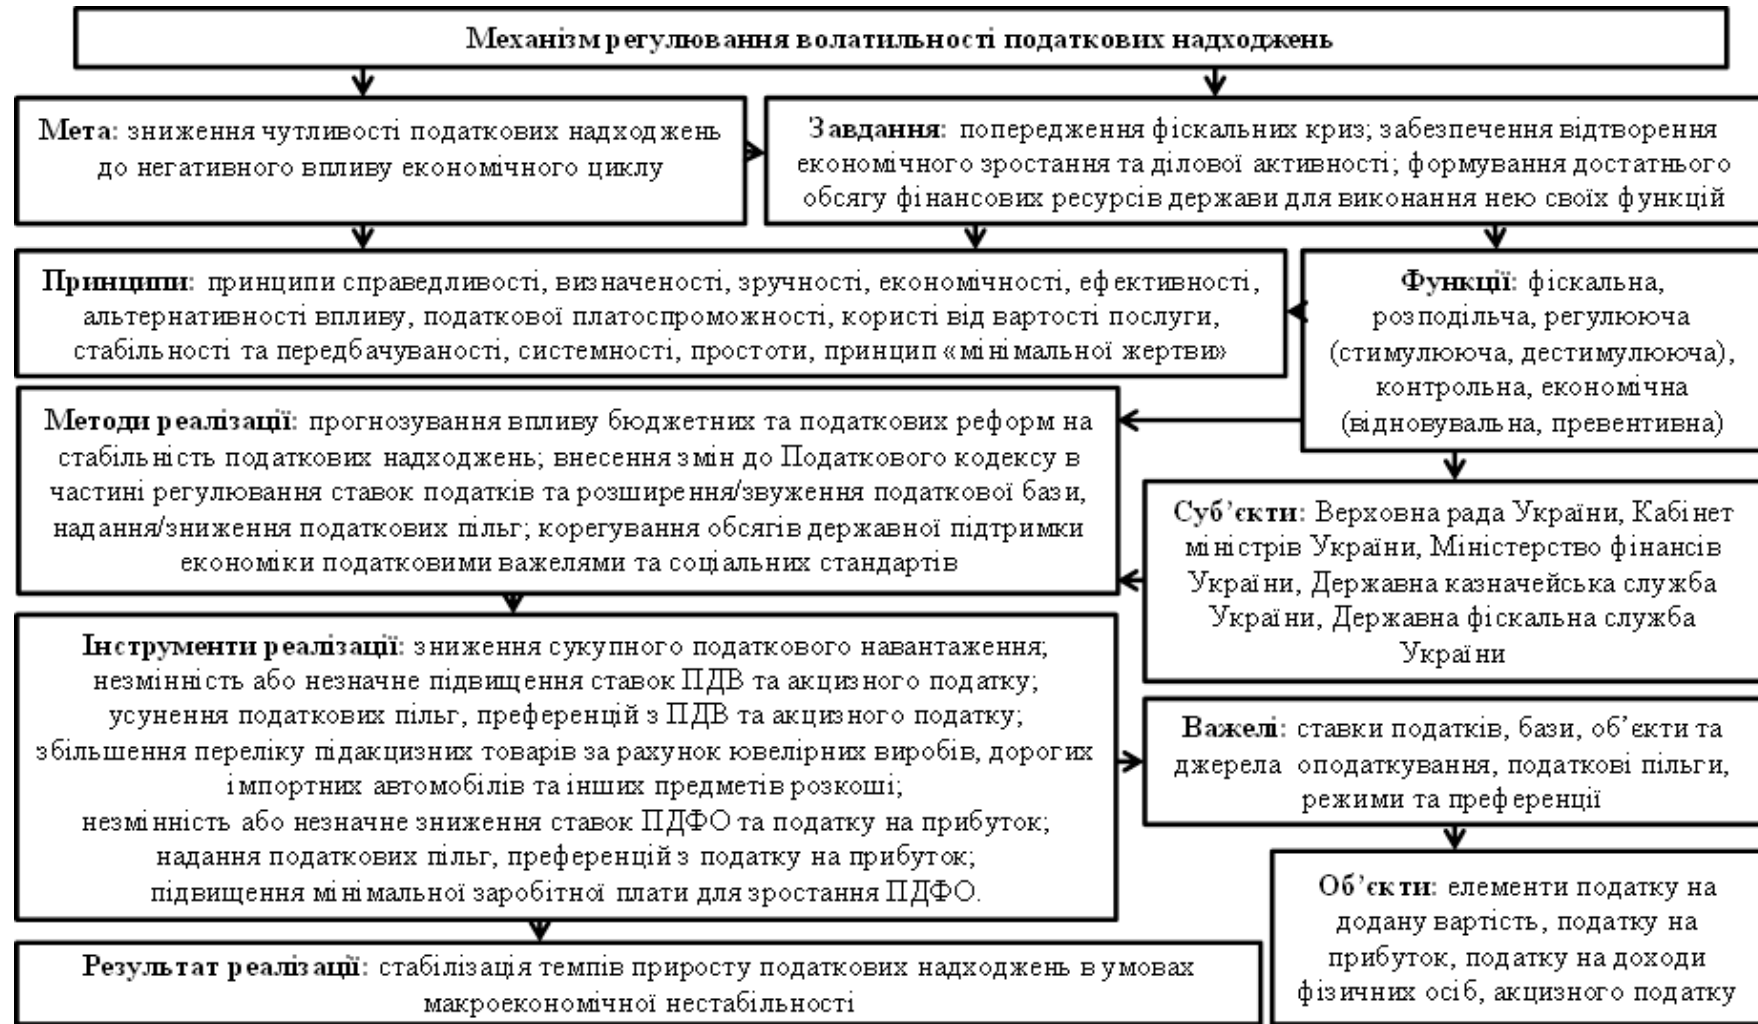 Механізм регулювання волатильності податкових надходжень
Мета: зниження чутливості податкових надходжень
до негативного впливу економічного циклу
Завдання: попередження фіскальних криз; забезпечення відтворення
економічного зростання та ділової активності; формування достатнього
обсягу фінансових ресурсів держави для виконання нею своїх функцій
Принципи: принципи справедливості, визначеності, зручності, економічності, ефективності,
альтернативності впливу, податкової платоспроможності, користі від вартості послуги,
стабільності та передбачуваності, системності, простоти, принцип «мінімальної жертви»
Функції: фіскальна,
розподільча, регулююча
(стимулююча, дестимулююча),
контрольна, економічна
(відновувальна, превентивна)
Методи реалізації: прогнозування впливу бюджетних та податкових реформ на
стабільність податкових надходжень; внесення змін до Податкового кодексу в
частині регулювання ставок податків та розширення/звуження податкової бази,
надання/зниження податкових пільг; корегування обсягів державної підтримки
економіки податковими важелями та соціальних стандартів
Суб’єкти: Верховна рада України, Кабінет
міністрів України, Міністерство фінансів
України, Державна казначейська служба
України, Державна фіскальна служба
України
Інструменти реалізації: зниження сукупного податкового навантаження;
незмінність або незначне підвищення ставок ПДВ та акцизного податку;
усунення податкових пільг, преференцій з ПДВ та акцизного податку;
збільшення переліку підакцизних товарів за рахунок ювелірних виробів, дорогих
імпортних автомобілів та інших предметів розкоші;
незмінність або незначне зниження ставок ПДФО та податку на прибуток;
надання податкових пільг, преференцій з податку на прибуток;
підвищення мінімальної заробітної плати для зростання ПДФО.
Важелі: ставки податків, бази, об’єкти та
джерела оподаткування, податкові пільги,
режими та преференції
Об’єкти: елементи податку на
додану вартість, податку на
прибуток, податку на доходи
фізичних осіб, акцизного податку
Результат реалізації: стабілізація темпів приросту податкових надходжень в умовах
макроекономічної нестабільності